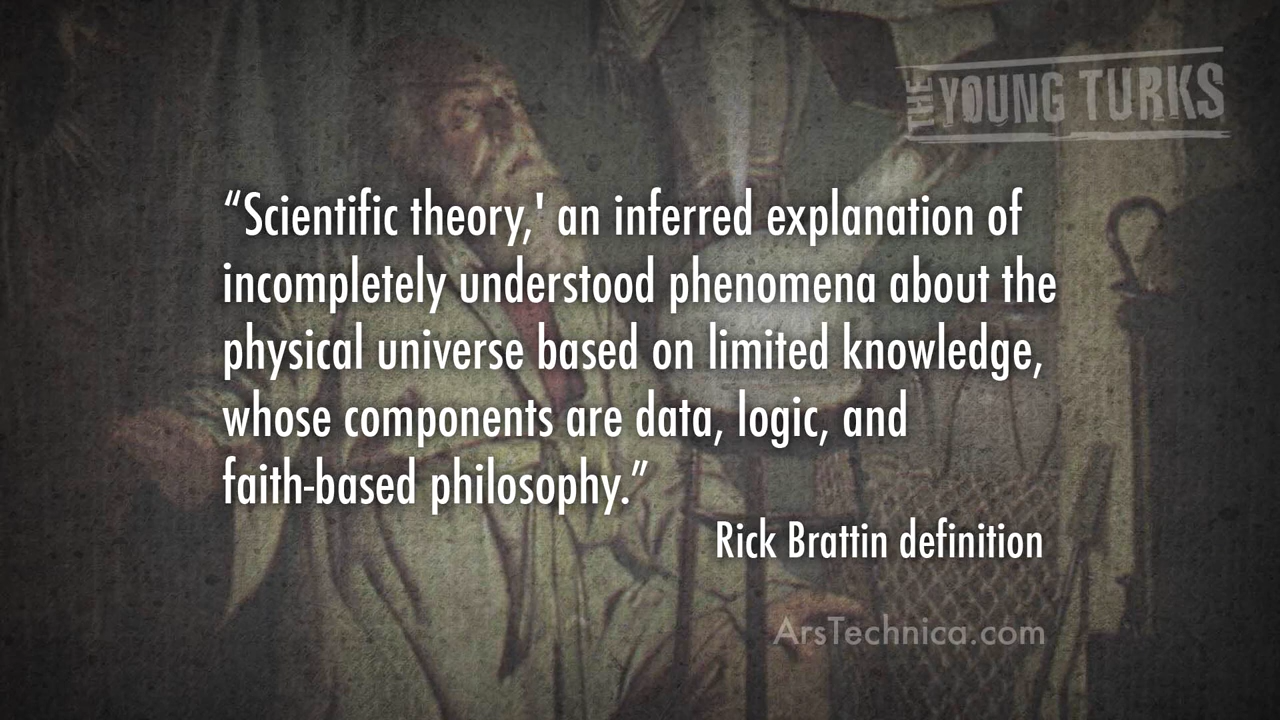 THE YOUNG TURKS
“Scientific theory,' an inferred explanation of
incompletely understood phenomena about the
physical universe based on limited knowledge,
whose components are data, logic, and
faith-based philosophy.”
Rick Brattin definition
ArsTechnica.com